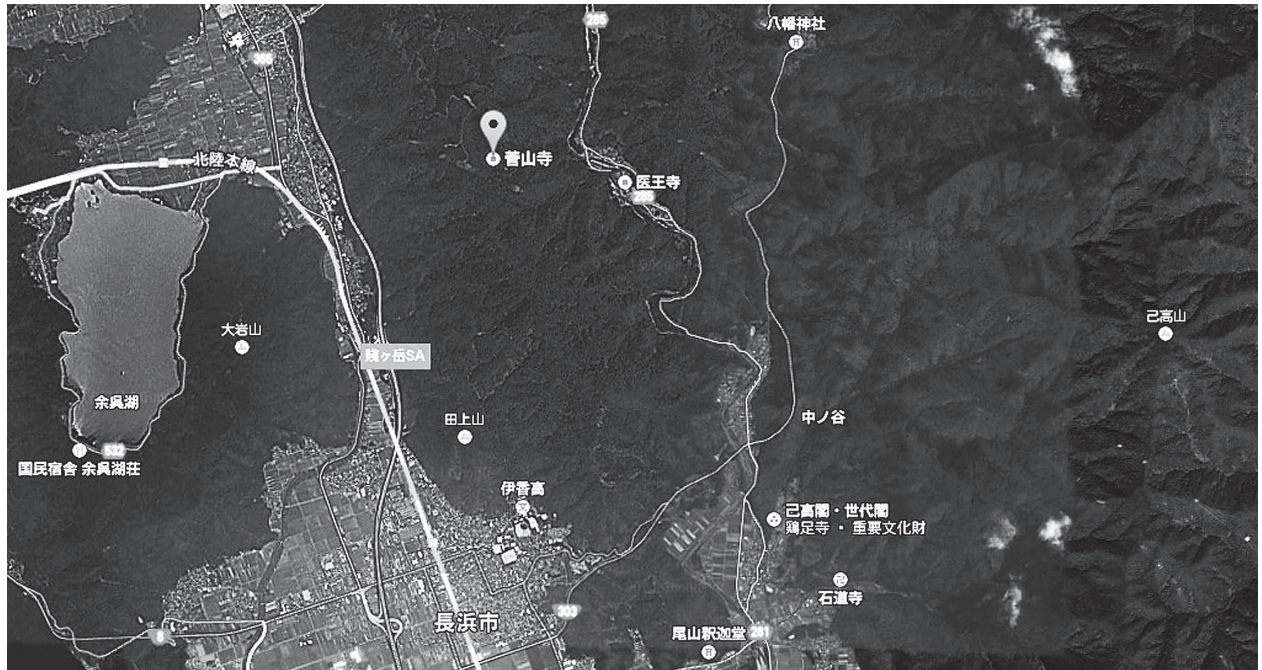 285
八幡神社
365
北陸本線
菅山寺
医王寺
285
大岩山
己高山
賤ヶ岳SA
余呉湖
田上山
中ノ谷
532
国民宿舎 余呉湖荘
伊香高
己高閣・世代閣
鶏足寺 ・ 重要文化財
石道寺
303
長浜市
8
尾山釈迦堂
281